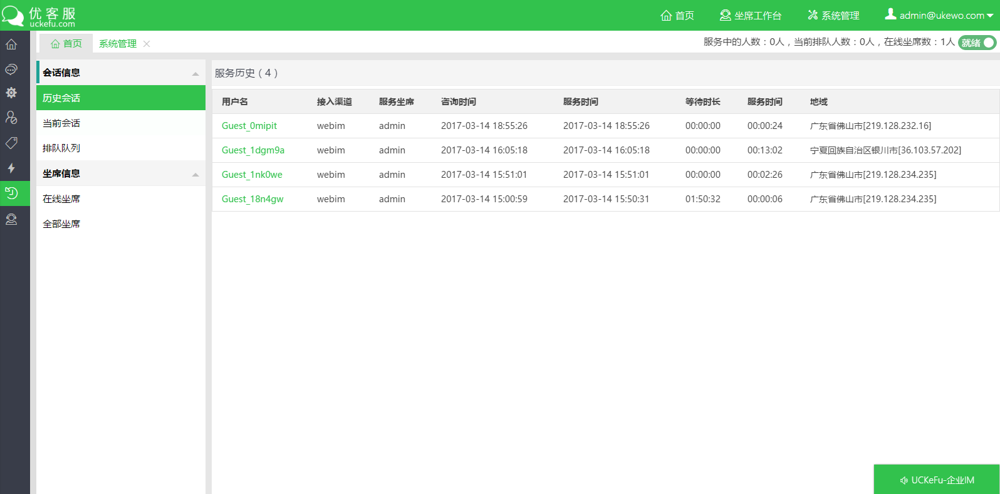 优客服
uckefu.com
首页 坐席工作台 系统管理 admin@ukewo.com
首页 系统管理
服务中的人数：0人，当前排队人数：0人，在线坐席数：1人 就绪
会话信息
历史会话
当前会话
排队队列
坐席信息
在线坐席
全部坐席
服务历史（4）
用户名 接入渠道 服务坐席 咨询时间 服务时间 等待时长 服务时间 地域
Guest_0mipit webim admin 2017-03-14 18:55:26 2017-03-14 18:55:26 00:00:00 00:00:24 广东省佛山市[219.128.232.16]
Guest_1dgm9a webim admin 2017-03-14 16:05:18 2017-03-14 16:05:18 00:00:00 00:13:02 宁夏回族自治区银川市[36.103.57.202]
Guest_1nk0we webim admin 2017-03-14 15:51:01 2017-03-14 15:51:01 00:00:00 00:02:26 广东省佛山市[219.128.234.235]
Guest_18n4gw webim admin 2017-03-14 15:00:59 2017-03-14 15:50:31 01:50:32 00:00:06 广东省佛山市[219.128.234.235]
UCKeFu-企业IM